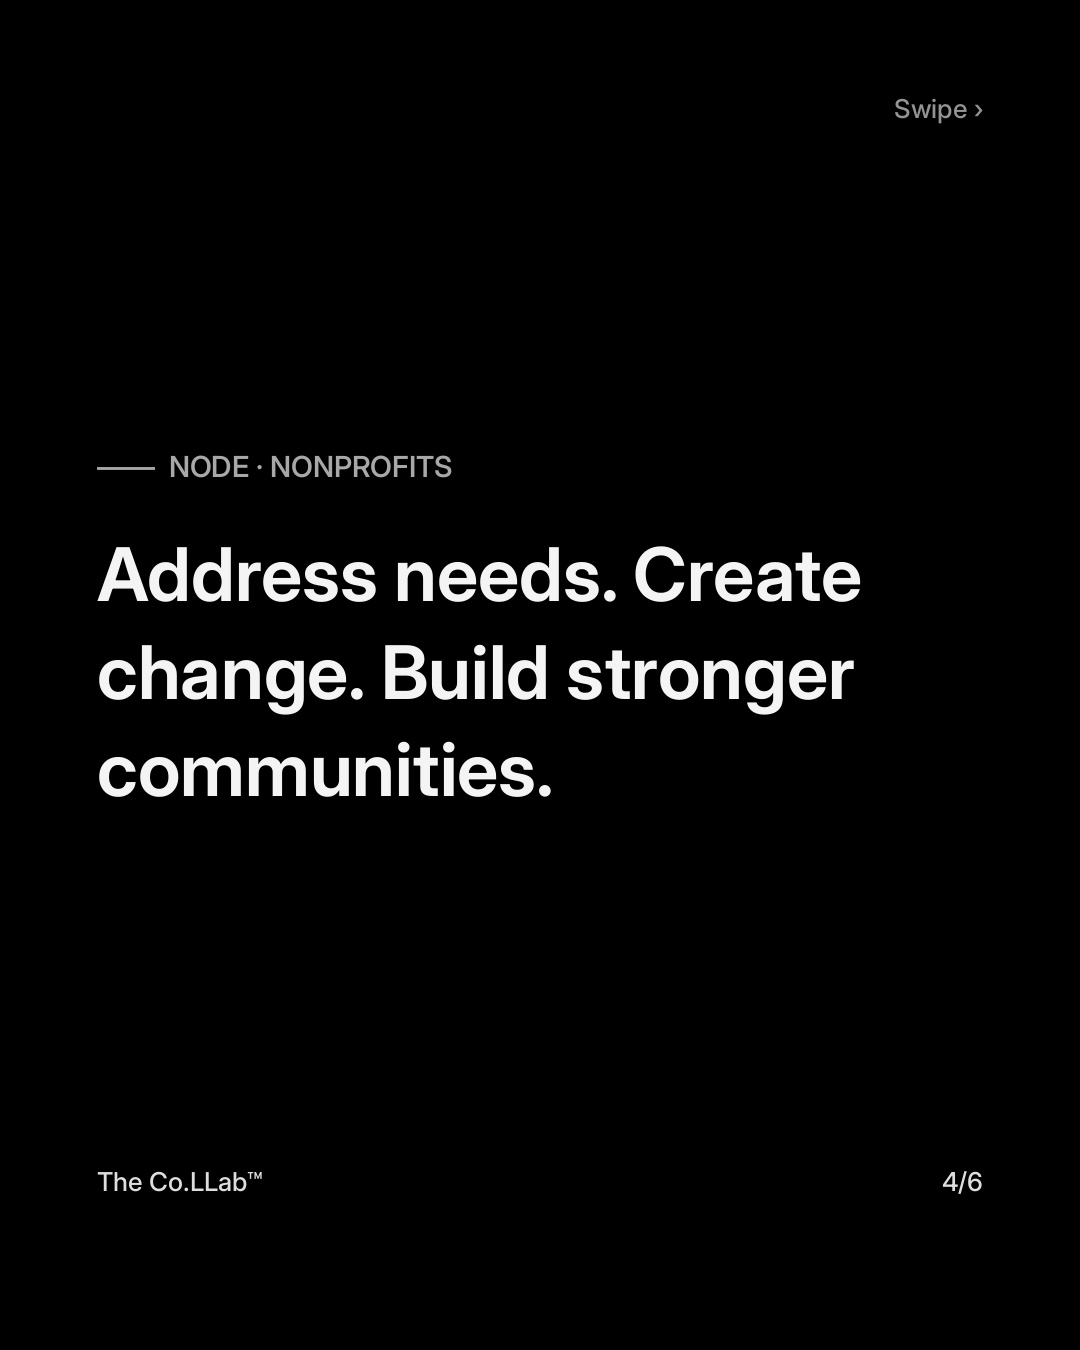 Swipe ›
NODE · NONPROFITS
Address needs. Create
change. Build stronger
communities.
The Co.LLab™
4/6